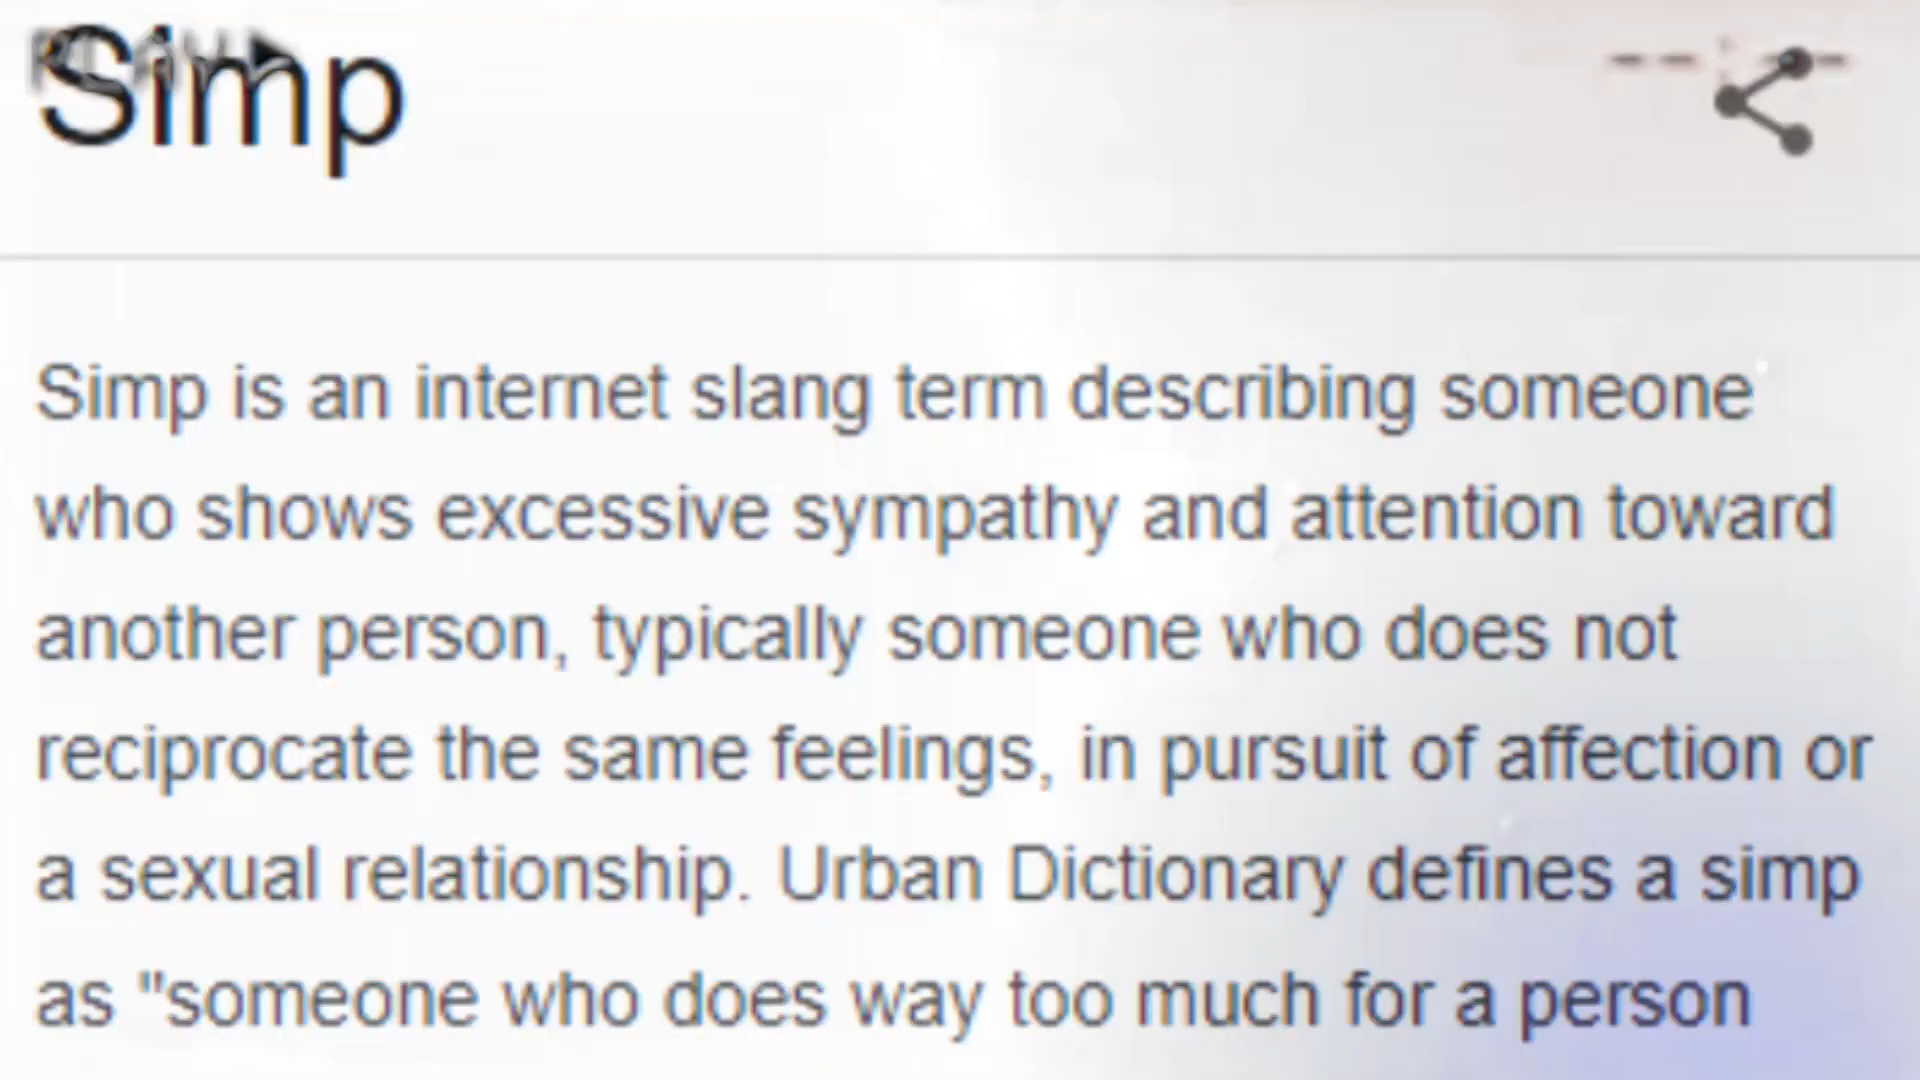 PLAY
Simp
--:--
Simp is an internet slang term describing someone
who shows excessive sympathy and attention toward
another person, typically someone who does not
reciprocate the same feelings, in pursuit of affection or
a sexual relationship. Urban Dictionary defines a simp
as "someone who does way too much for a person